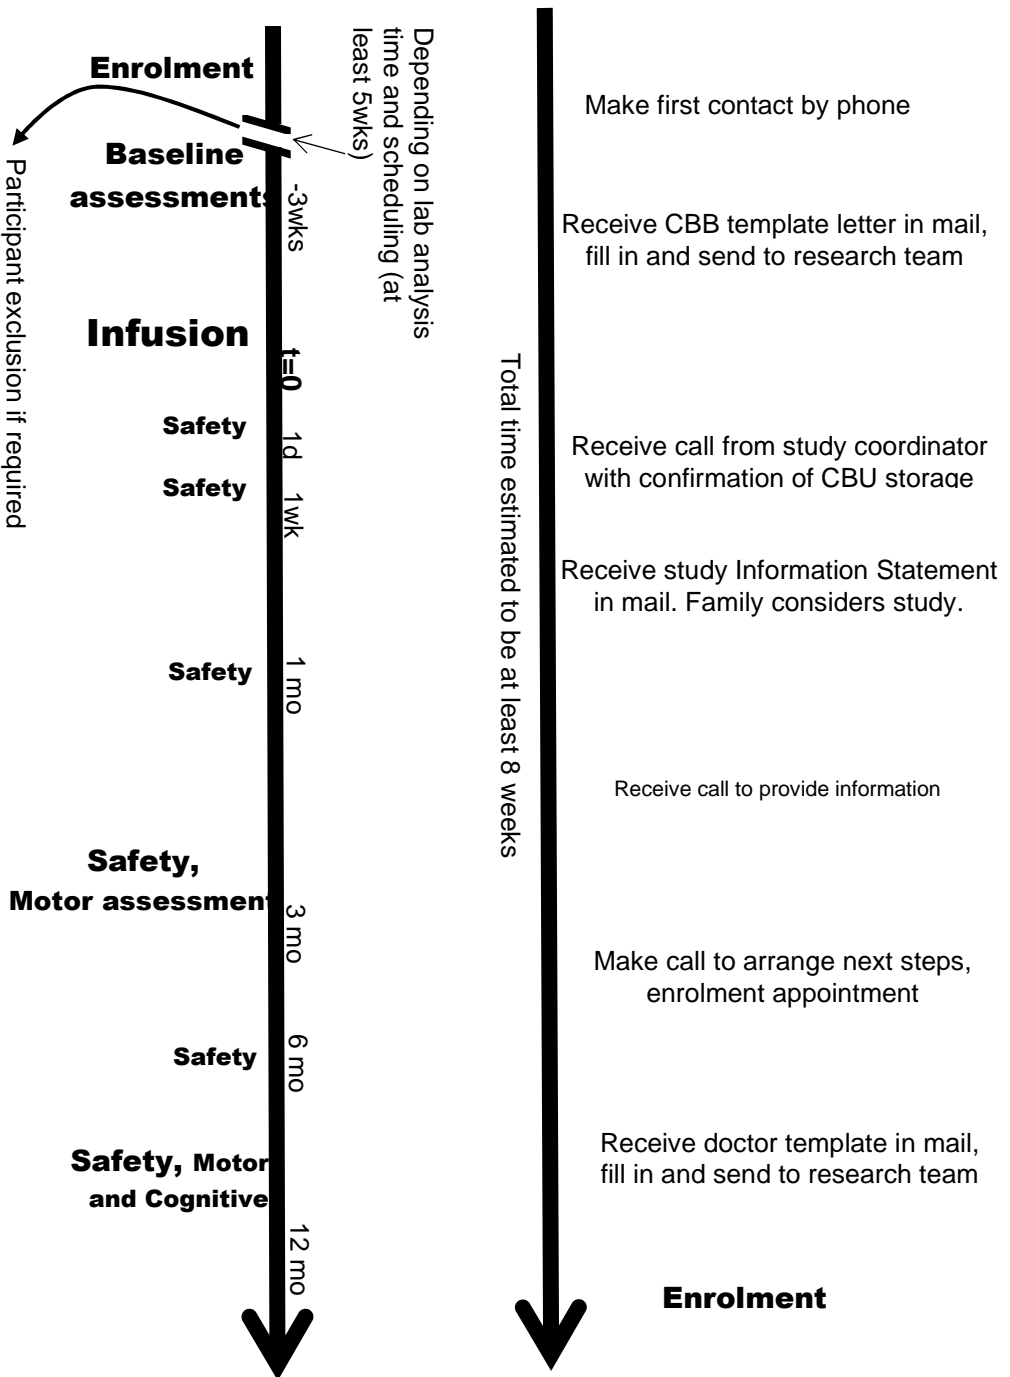 Enrolment
Baseline
assessments
Infusion
Safety
Safety
Safety
Safety,
Motor assessment
Safety
Safety, Motor
and Cognitive
Participant exclusion if required
-3wks
t=0
1d
1wk
1 mo
3 mo
6 mo
12 mo
Depending on lab analysis
time and scheduling (at
least 5wks)
Total time estimated to be at least 8 weeks
Make first contact by phone
Receive CBB template letter in mail,
fill in and send to research team
Receive call from study coordinator
with confirmation of CBU storage
Receive study Information Statement
in mail. Family considers study.
Receive call to provide information
Make call to arrange next steps,
enrolment appointment
Receive doctor template in mail,
fill in and send to research team
Enrolment